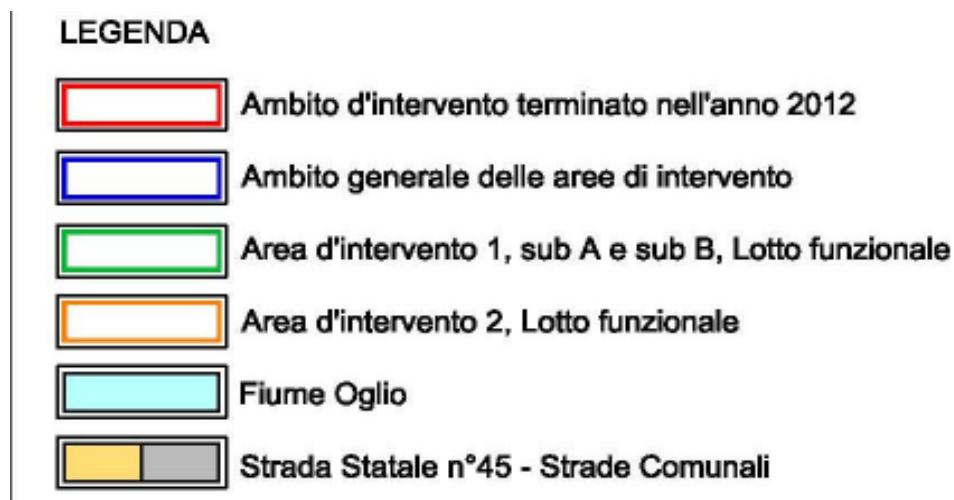 LEGENDA
Ambito d'intervento terminato nell'anno 2012
Ambito generale delle aree di intervento
Area d'intervento 1, sub A e sub B, Lotto funzionale
Area d'intervento 2, Lotto funzionale
Fiume Oglio
Strada Statale n°45 - Strade Comunali